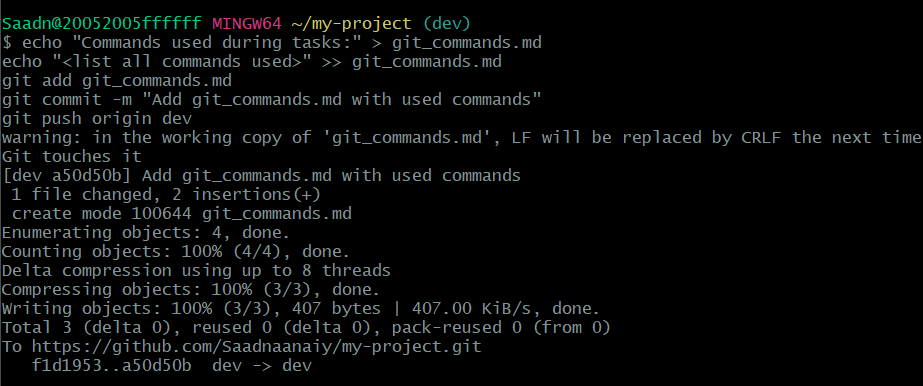 Saadn@20052005ffffff MINGW64 ~/my-project (dev)
$ echo "Commands used during tasks:" > git_commands.md
echo "<list all commands used>" >> git_commands.md
git add git_commands.md
git commit -m "Add git_commands.md with used commands"
git push origin dev
warning: in the working copy of 'git_commands.md', LF will be replaced by CRLF the next time
Git touches it
[dev a50d50b] Add git_commands.md with used commands
 1 file changed, 2 insertions(+)
 create mode 100644 git_commands.md
Enumerating objects: 4, done.
Counting objects: 100% (4/4), done.
Delta compression using up to 8 threads
Compressing objects: 100% (3/3), done.
Writing objects: 100% (3/3), 407 bytes | 407.00 KiB/s, done.
Total 3 (delta 0), reused 0 (delta 0), pack-reused 0 (from 0)
To https://github.com/Saadnaanaiy/my-project.git
   f1d1953..a50d50b  dev -> dev